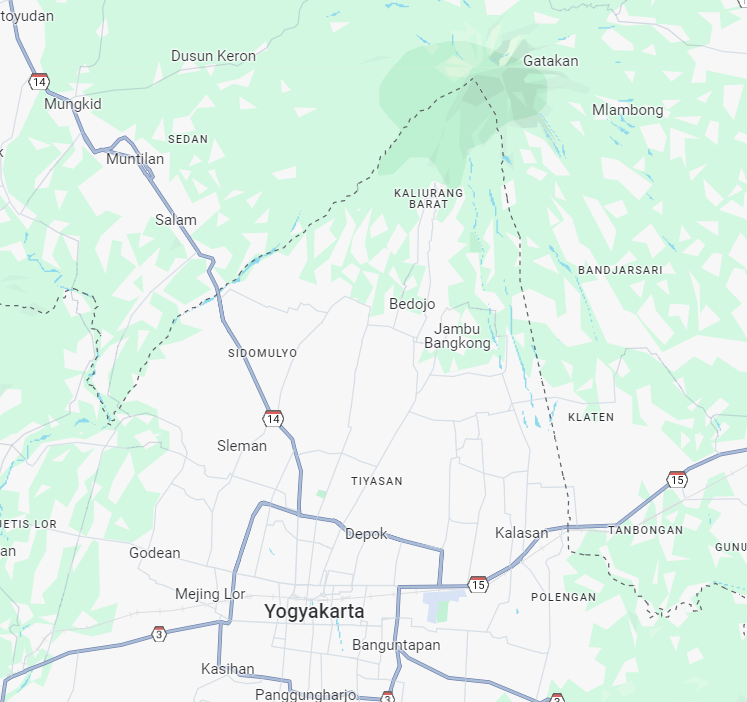 toyudan
Dusun Keron
Gatakan
14
Mungkid
Mlambong
SEDAN
k
Muntilan
KALIURANG
BARAT
Salam
BANDJARSARI
Bedojo
Jambu
Bangkong
SIDOMULYO
14
KLATEN
Sleman
TIYASAN
15
JETIS LOR
Depok
Kalasan
TANBONGAN
an
Godean
GUNU
15
Mejing Lor
POLENGAN
Yogyakarta
3
Banguntapan
Kasihan
Panggungharjo
3
3